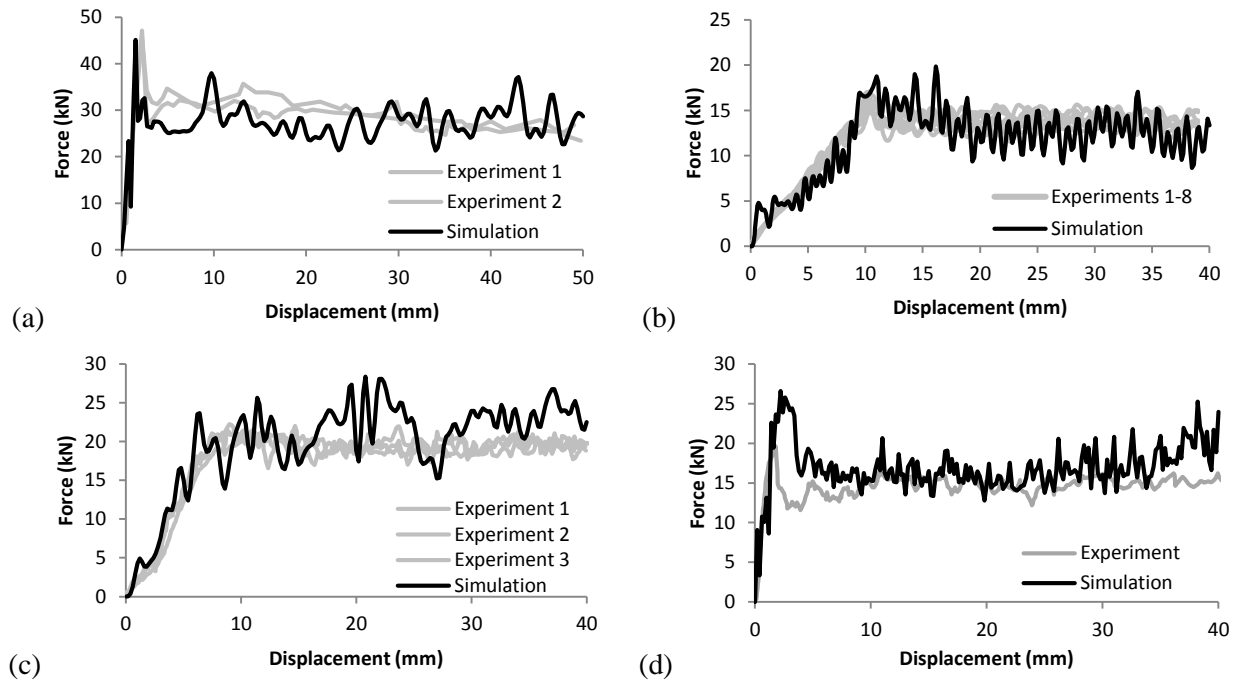 50
40
30
20
10
0
Force (kN)
0 10 20 30 40 50
Displacement (mm)
Experiment 1
Experiment 2
Simulation
(a)
25
20
15
10
5
0
Force (kN)
0 5 10 15 20 25 30 35 40
Displacement (mm)
Experiments 1-8
Simulation
(b)
30
25
20
15
10
5
0
Force (kN)
0 10 20 30 40
Displacement (mm)
Experiment 1
Experiment 2
Experiment 3
Simulation
(c)
30
25
20
15
10
5
0
Force (kN)
0 10 20 30 40
Displacement (mm)
Experiment
Simulation
(d)